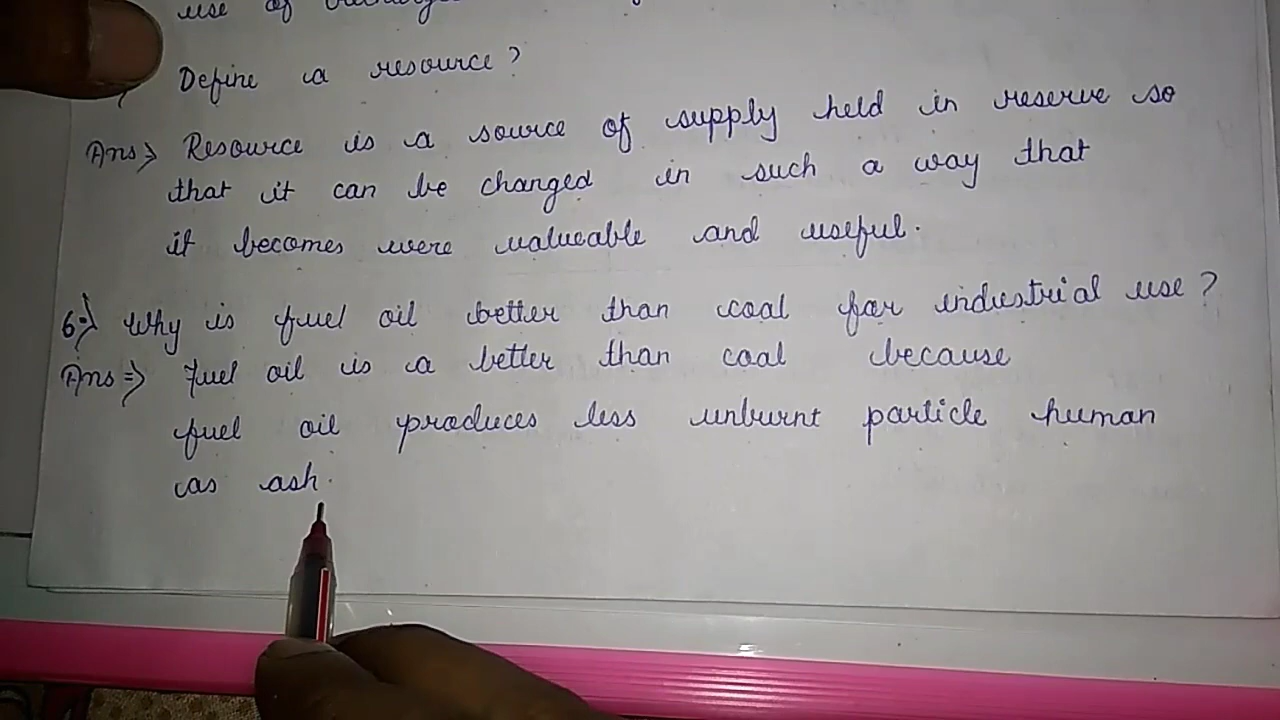 use of
Define a resource?
Ans⇒ Resource is a source of supply held in reserve so
that it can be changed in such a way that
it becomes were valueable and useful.
6⇒) Why is fuel oil better than coal for industrial use?
Ans⇒) Fuel oil is a better than coal because
fuel oil produces less unburnt particle human
as ash.